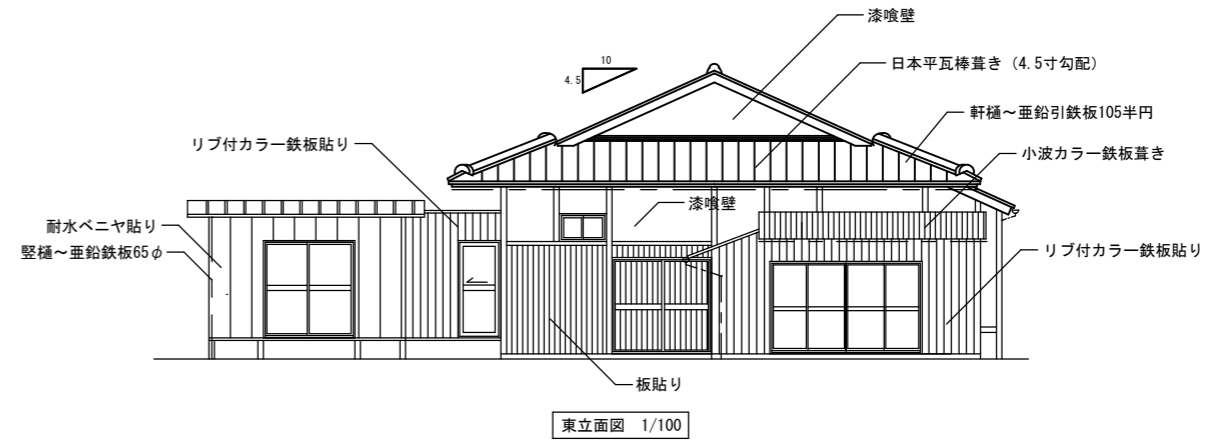 漆喰壁
10
4.5
日本平瓦棒葺き（4.5寸勾配）
軒樋～亜鉛引鉄板105半円
リブ付カラー鉄板貼り
小波カラー鉄板葺き
漆喰壁
耐水ベニヤ貼り
竪樋～亜鉛鉄板65φ
リブ付カラー鉄板貼り
板貼り
東立面図　1/100